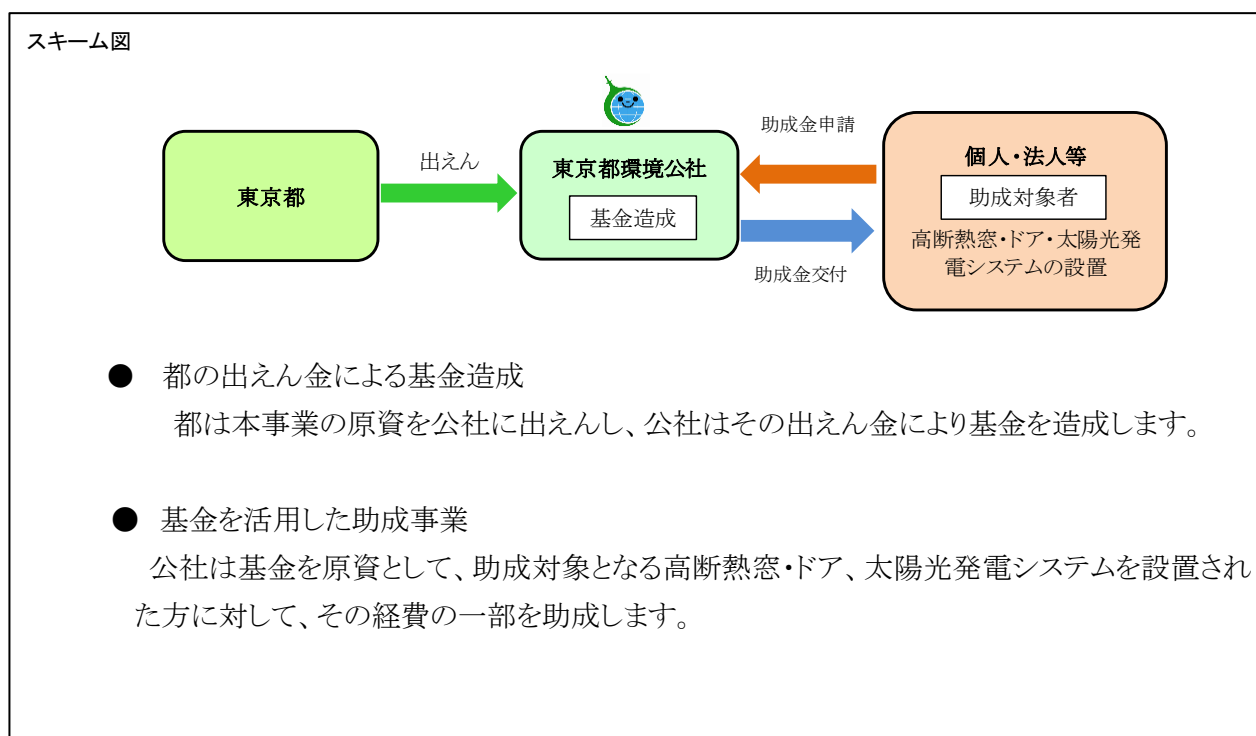 スキーム図
東京都
出えん
東京都環境公社
基金造成
助成金申請
助成金交付
個人・法人等
助成対象者
高断熱窓・ドア・太陽光発
電システムの設置
● 都の出えん金による基金造成
都は本事業の原資を公社に出えんし、公社はその出えん金により基金を造成します。
● 基金を活用した助成事業
公社は基金を原資として、助成対象となる高断熱窓・ドア、太陽光発電システムを設置され
た方に対して、その経費の一部を助成します。